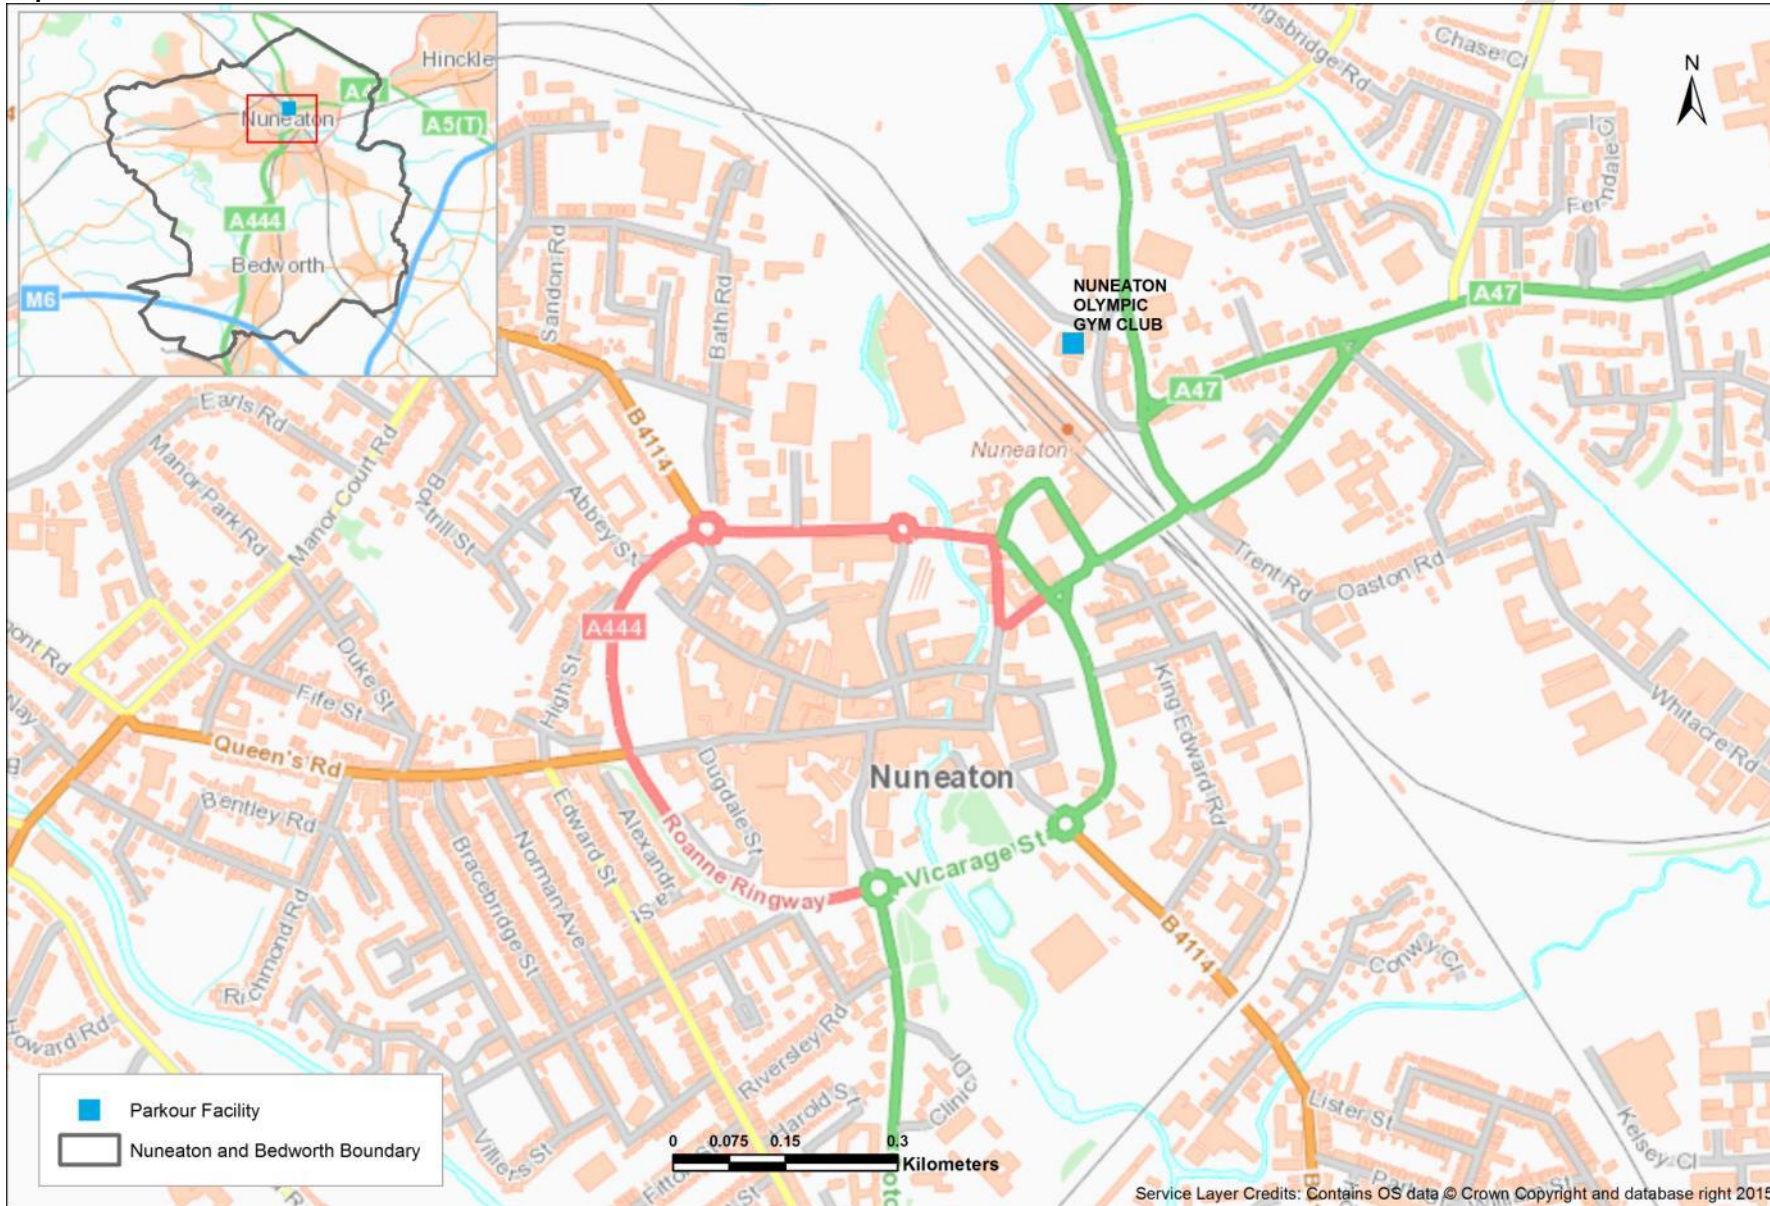 Hinckle
A47
Nuneaton
A5(T)
A444
Bedworth
M6
ngsbridge Rd
Chase Cl
N
Ferndale Cl
Sandon Rd
Bath Rd
NUNEATON
OLYMPIC
GYM CLUB
A47
A47
Earls Rd
Manor Court Rd
B4114
Nuneaton
Manor Park Rd
Bottrill St
Abbey St
Trent Rd
Oaston Rd
A444
mont Rd
Duke St
High St
King Edward Rd
Fife St
Whitacre Rd
Way
Queen's Rd
Dugdale St
Nuneaton
Bentley Rd
Edward St
Alexandra St
Roanne Ringway
Vicarage St
Bracebridge St
Norman Ave
B4114
Conwy Cl
Richmond Rd
Howard Rd
Riversley Rd
Clinic Dr
Harold St
Lister St
Kelsey Cl
Villiers St
Parkour Facility
Nuneaton and Bedworth Boundary
0 0.075 0.15 0.3
Kilometers
Service Layer Credits: Contains OS data © Crown Copyright and database right 2015